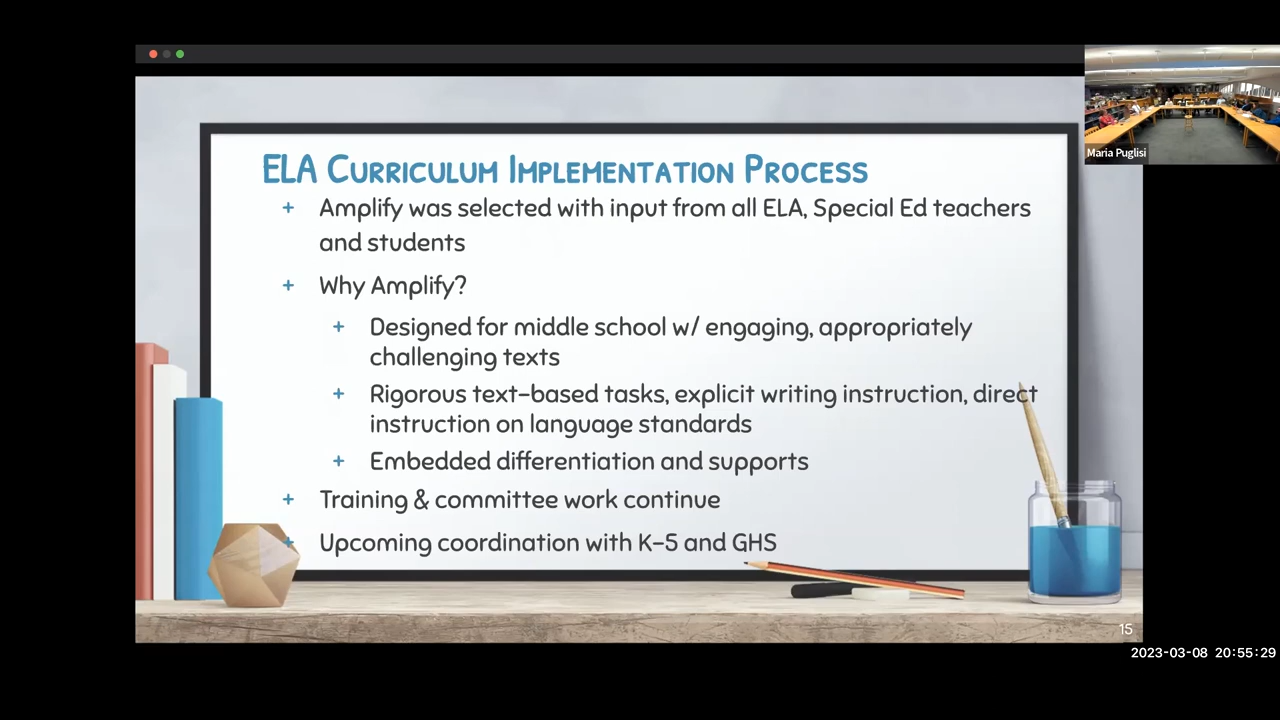 ELA Curriculum Implementation Process
+ Amplify was selected with input from all ELA, Special Ed teachers
and students
+ Why Amplify?
+ Designed for middle school w/ engaging, appropriately
challenging texts
+ Rigorous text-based tasks, explicit writing instruction, direct
instruction on language standards
+ Embedded differentiation and supports
+ Training & committee work continue
+ Upcoming coordination with K-5 and GHS
15
Maria Puglisi
2023-03-08 20:55:29